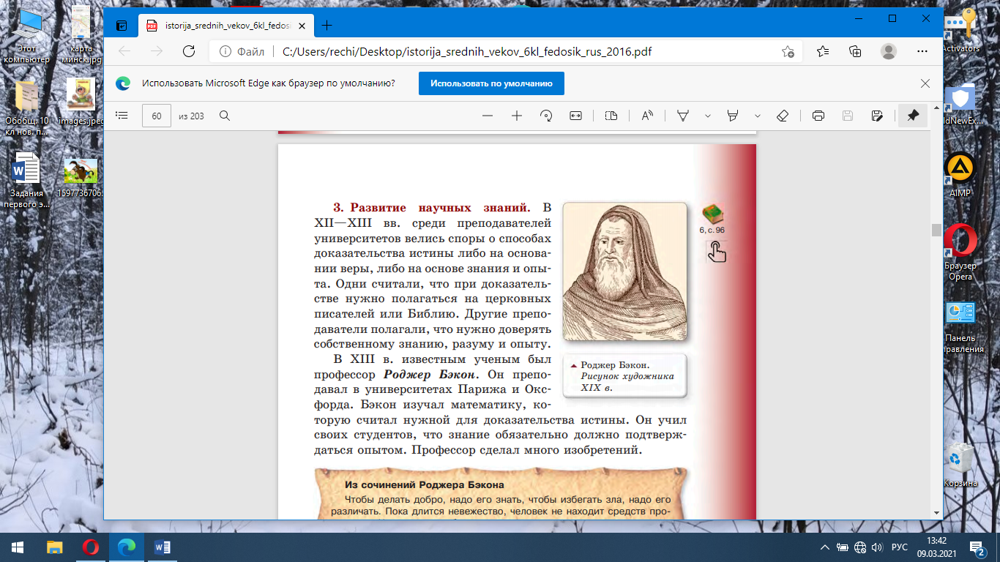 Этот
компьютер
карта
минск.jpg
Обобщ. 10
кл нов. п...
images.jpeg
Задания
первого э...
1597736706.
istorija_srednih_vekov_6kl_fedosi
Файл
C:/Users/rechi/Desktop/istorija_srednih_vekov_6kl_fedosik_rus_2016.pdf
Использовать Microsoft Edge как браузер по умолчанию?
Использовать по умолчанию
60
из 203
3. Развитие научных знаний. В
XII—XIII вв. среди преподавателей
университетов велись споры о способах
доказательства истины либо на основа-
нии веры, либо на основе знания и опы-
та. Одни считали, что при доказатель-
стве нужно полагаться на церковных
писателей или Библию. Другие препо-
даватели полагали, что нужно доверять
собственному знанию, разуму и опыту.
В XIII в. известным ученым был
профессор Роджер Бэкон. Он препо-
давал в университетах Парижа и Окс-
форда. Бэкон изучал математику, ко-
торую считал нужной для доказательства истины. Он учил
своих студентов, что знание обязательно должно подтверж-
даться опытом. Профессор сделал много изобретений.
6, с. 96
Роджер Бэкон.
Рисунок художника
XIX в.
Из сочинений Роджера Бэкона
Чтобы делать добро, надо его знать, чтобы избегать зла, надо его
различать. Пока длится невежество, человек не находит средств про-
Activators
ldNewEx...
AIMP
Браузер
Opera
Панель
правления
Корзина
РУС
13:42
09.03.2021
2